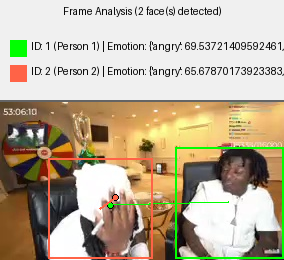 Frame Analysis (2 face(s) detected)
ID: 1 (Person 1) | Emotion: {'angry': 69.53721409592461,
ID: 2 (Person 2) | Emotion: {'angry': 65.67870173923383,
53:06:10